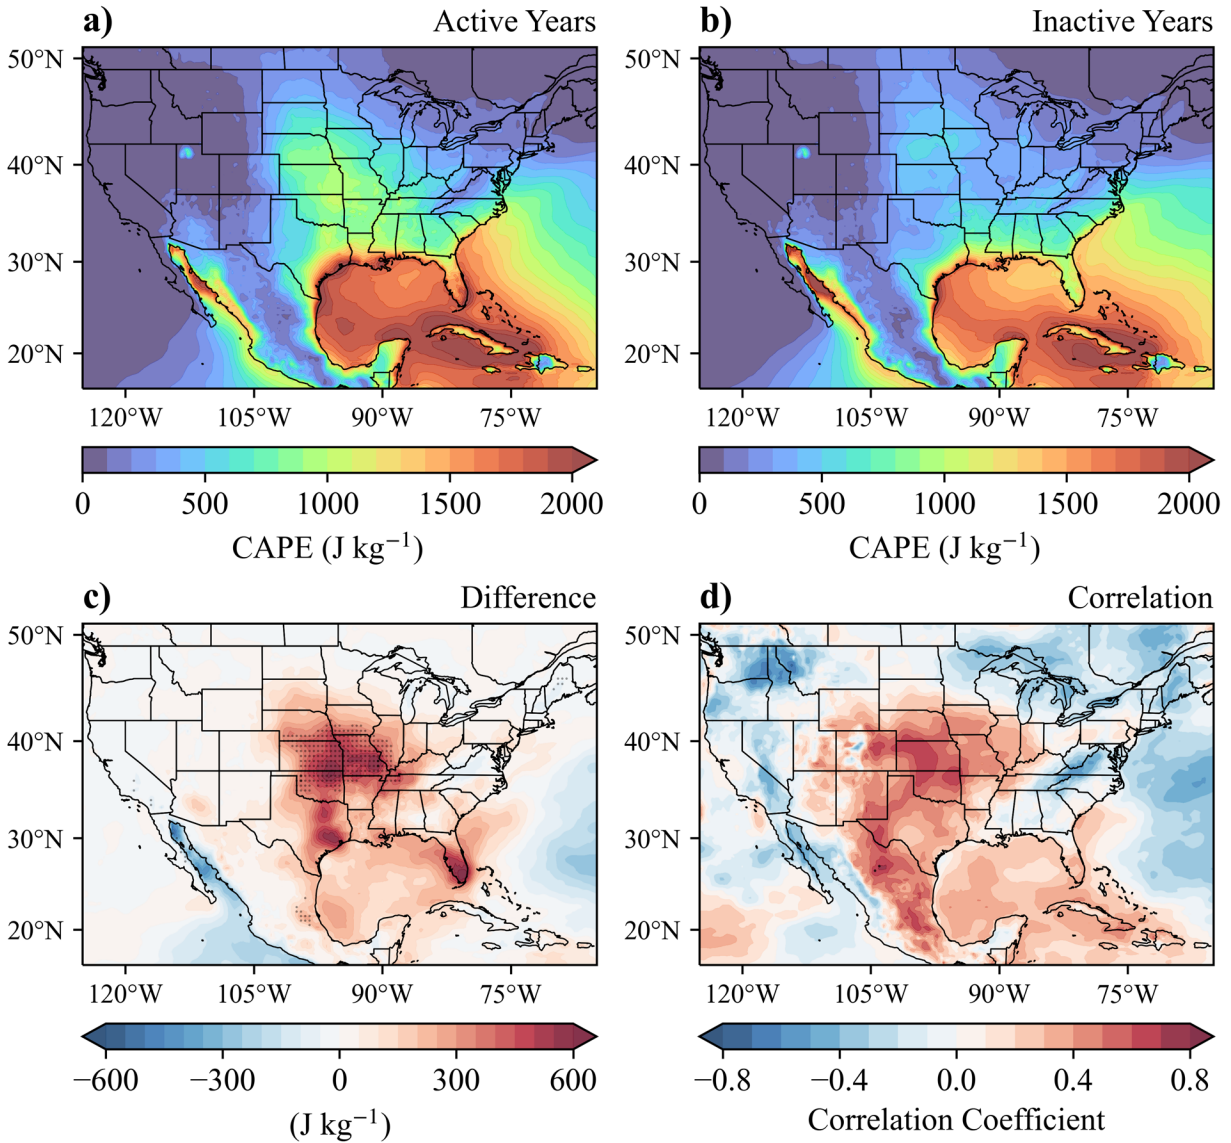 a) Active Years
b) Inactive Years
50°N
40°N
30°N
20°N
120°W 105°W 90°W 75°W
50°N
40°N
30°N
20°N
120°W 105°W 90°W 75°W
0 500 1000 1500 2000
CAPE (J kg⁻¹)
0 500 1000 1500 2000
CAPE (J kg⁻¹)
c) Difference
d) Correlation
50°N
40°N
30°N
20°N
120°W 105°W 90°W 75°W
50°N
40°N
30°N
20°N
120°W 105°W 90°W 75°W
−600 −300 0 300 600
(J kg⁻¹)
−0.8 −0.4 0.0 0.4 0.8
Correlation Coefficient